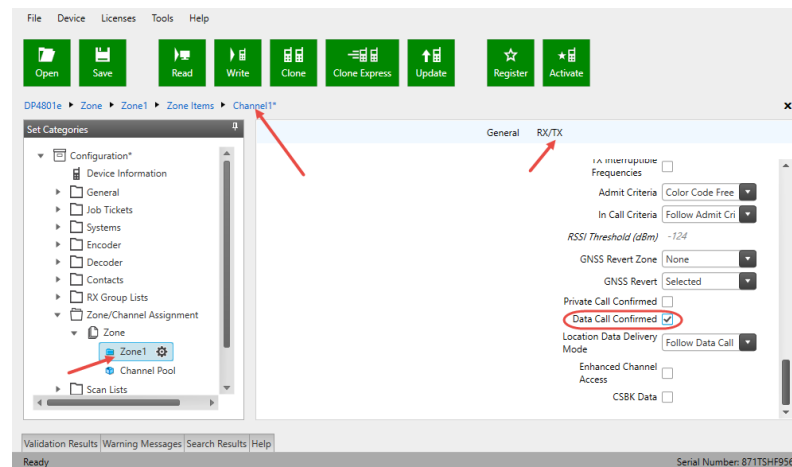 File Device Licenses Tools Help
Open Save Read Write Clone Clone Express Update Register Activate
DP4801e Zone Zone1 Zone Items Channel1*
Set Categories
Configuration*
Device Information
General
Job Tickets
Systems
Encoder
Decoder
Contacts
RX Group Lists
Zone/Channel Assignment
Zone
Zone1
Channel Pool
Scan Lists
General RX/TX
TX Interruptible
Frequencies
Admit Criteria Color Code Free
In Call Criteria Follow Admit Cri
RSSI Threshold (dBm) -124
GNSS Revert Zone None
GNSS Revert Selected
Private Call Confirmed
Data Call Confirmed
Location Data Delivery
Mode Follow Data Call
Enhanced Channel
Access
CSBK Data
Validation Results Warning Messages Search Results Help
Ready Serial Number: 871TSHF956